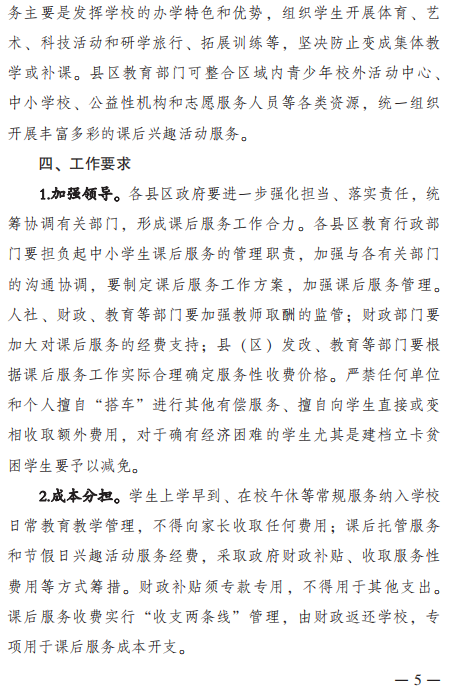 务主要是发挥学校的办学特色和优势，组织学生开展体育、艺
术、科技活动和研学旅行、拓展训练等，坚决防止变成集体教
学或补课。县区教育部门可整合区域内青少年校外活动中心、
中小学校、公益性机构和志愿服务人员等各类资源，统一组织
开展丰富多彩的课后兴趣活动服务。
四、工作要求
1.加强领导。各县区政府要进一步强化担当、落实责任，统
筹协调有关部门，形成课后服务工作合力。各县区教育行政部
门要担负起中小学生课后服务的管理职责，加强与各有关部门
的沟通协调，要制定课后服务工作方案，加强课后服务管理。
人社、财政、教育等部门要加强教师取酬的监管；财政部门要
加大对课后服务的经费支持；县（区）发改、教育等部门要根
据课后服务工作实际合理确定服务性收费价格。严禁任何单位
和个人擅自“搭车”进行其他有偿服务、擅自向学生直接或变
相收取额外费用，对于确有经济困难的学生尤其是建档立卡贫
困学生要予以减免。
2.成本分担。学生上学早到、在校午休等常规服务纳入学校
日常教育教学管理，不得向家长收取任何费用；课后托管服务
和节假日兴趣活动服务经费，采取政府财政补贴、收取服务性
费用等方式筹措。财政补贴须专款专用，不得用于其他支出。
课后服务收费实行“收支两条线”管理，由财政返还学校，专
项用于课后服务成本开支。
— 5 —